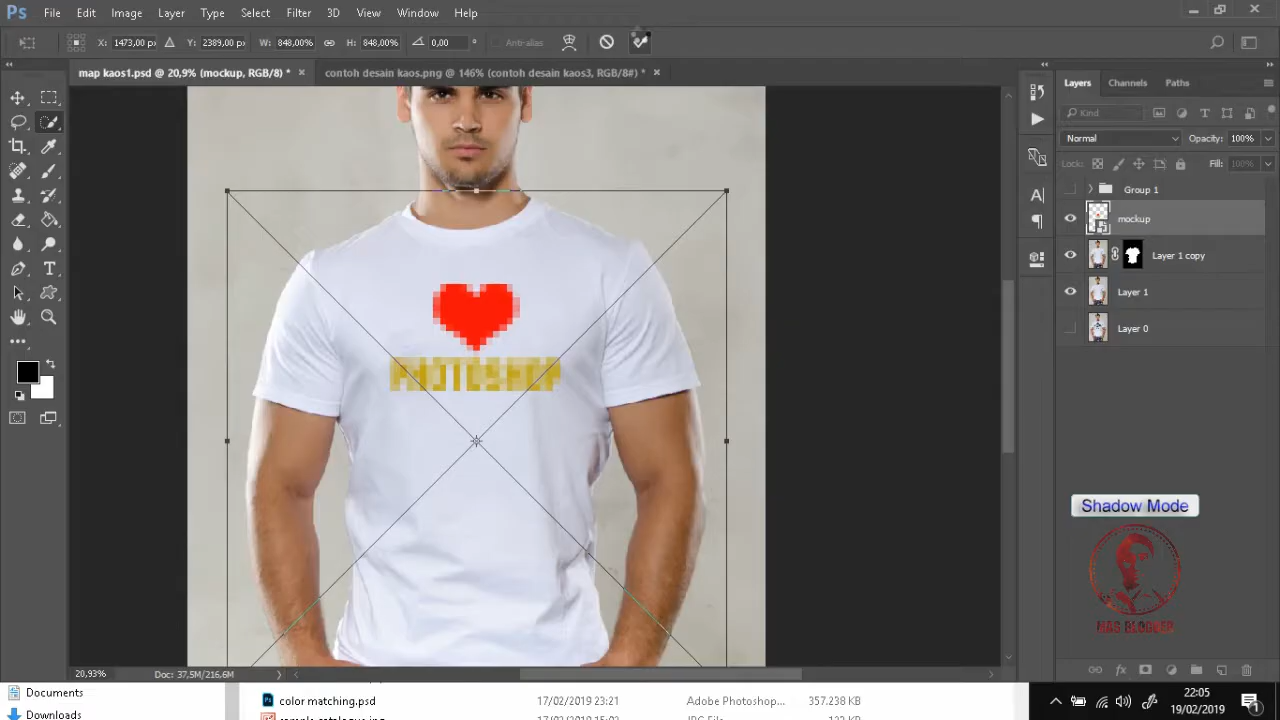 Ps File Edit Image Layer Type Select Filter 3D View Window Help
X: 1473,00 px Y: 2389,00 px W: 848,00% H: 848,00% 0,00 ° Anti-alias
map kaos1.psd @ 20,9% (mockup, RGB/8) * × contoh desain kaos.png @ 146% (contoh desain kaos3, RGB/8#) * ×
Layers Channels Paths
Kind
Normal Opacity: 100%
Lock: Fill: 100%
Group 1
mockup
Layer 1 copy
Layer 1
Layer 0
PHOTOSHOP
Shadow Mode
MAS BLOGGER
20,93% Doc: 37,5M/216,6M
Documents
color matching.psd 17/02/2019 23:21 Adobe Photoshop... 357.238 KB
Downloads
22:05
19/02/2019
1